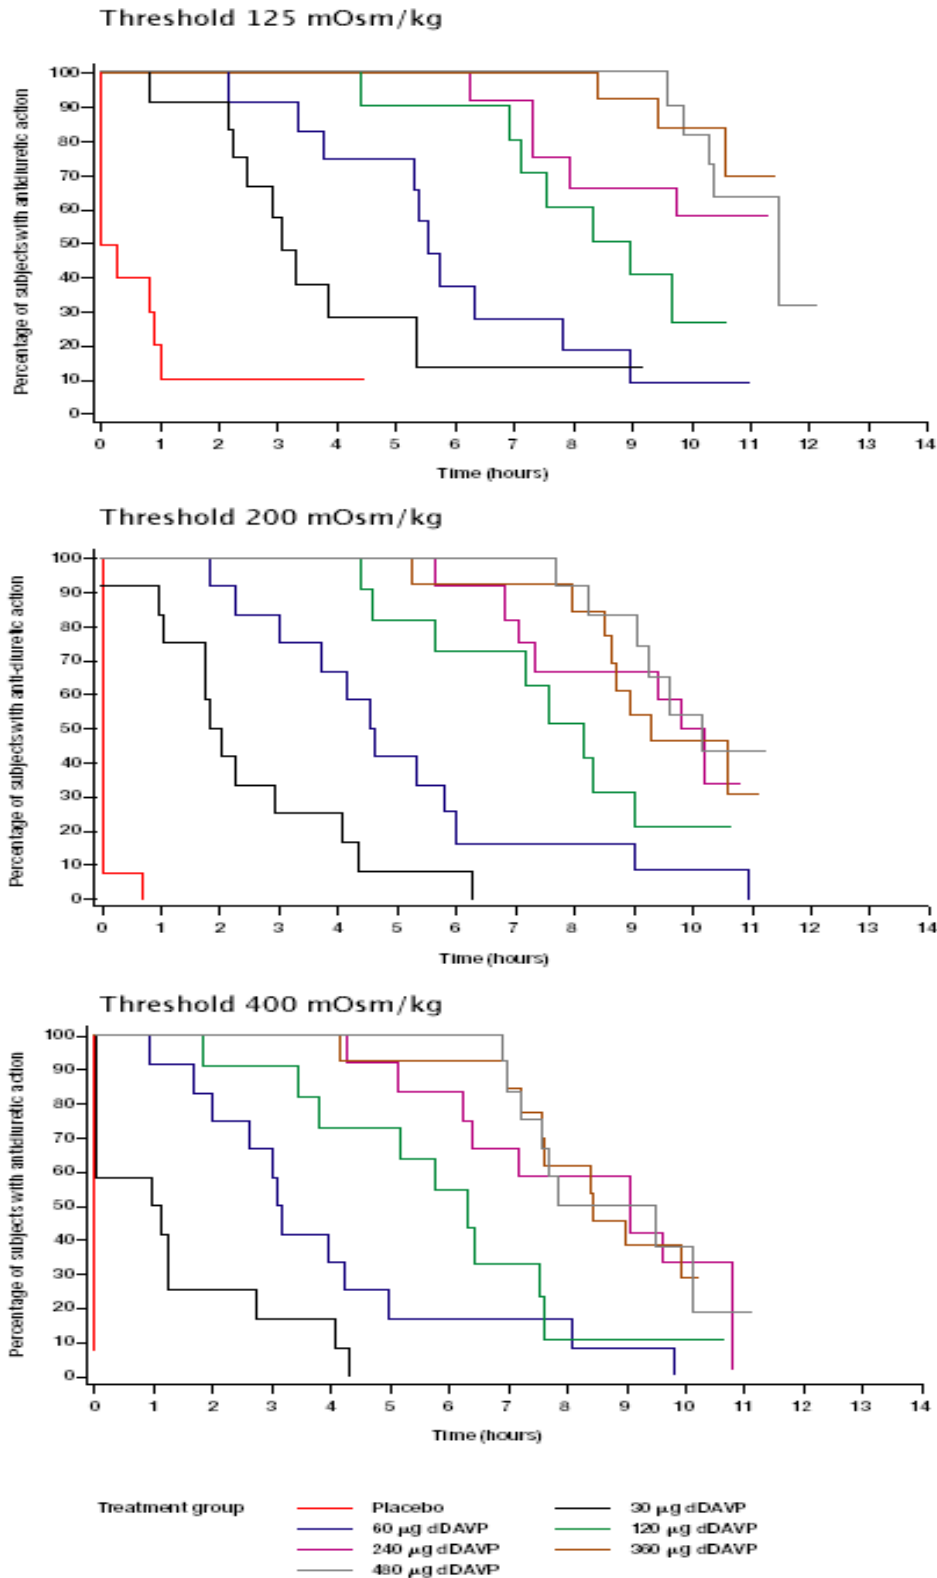 Threshold 125 mOsm/kg
Percentage of subjects with antidiuretic action
100
90
80
70
60
50
40
30
20
10
0
0 1 2 3 4 5 6 7 8 9 10 11 12 13 14
Time (hours)
Threshold 200 mOsm/kg
Percentage of subjects with anti-diuretic action
100
90
80
70
60
50
40
30
20
10
0
0 1 2 3 4 5 6 7 8 9 10 11 12 13 14
Time (hours)
Threshold 400 mOsm/kg
Percentage of subjects with antidiuretic action
100
90
80
70
60
50
40
30
20
10
0
0 1 2 3 4 5 6 7 8 9 10 11 12 13 14
Time (hours)
Treatment group Placebo 30 µg dDAVP
60 µg dDAVP 120 µg dDAVP
240 µg dDAVP 360 µg dDAVP
480 µg dDAVP